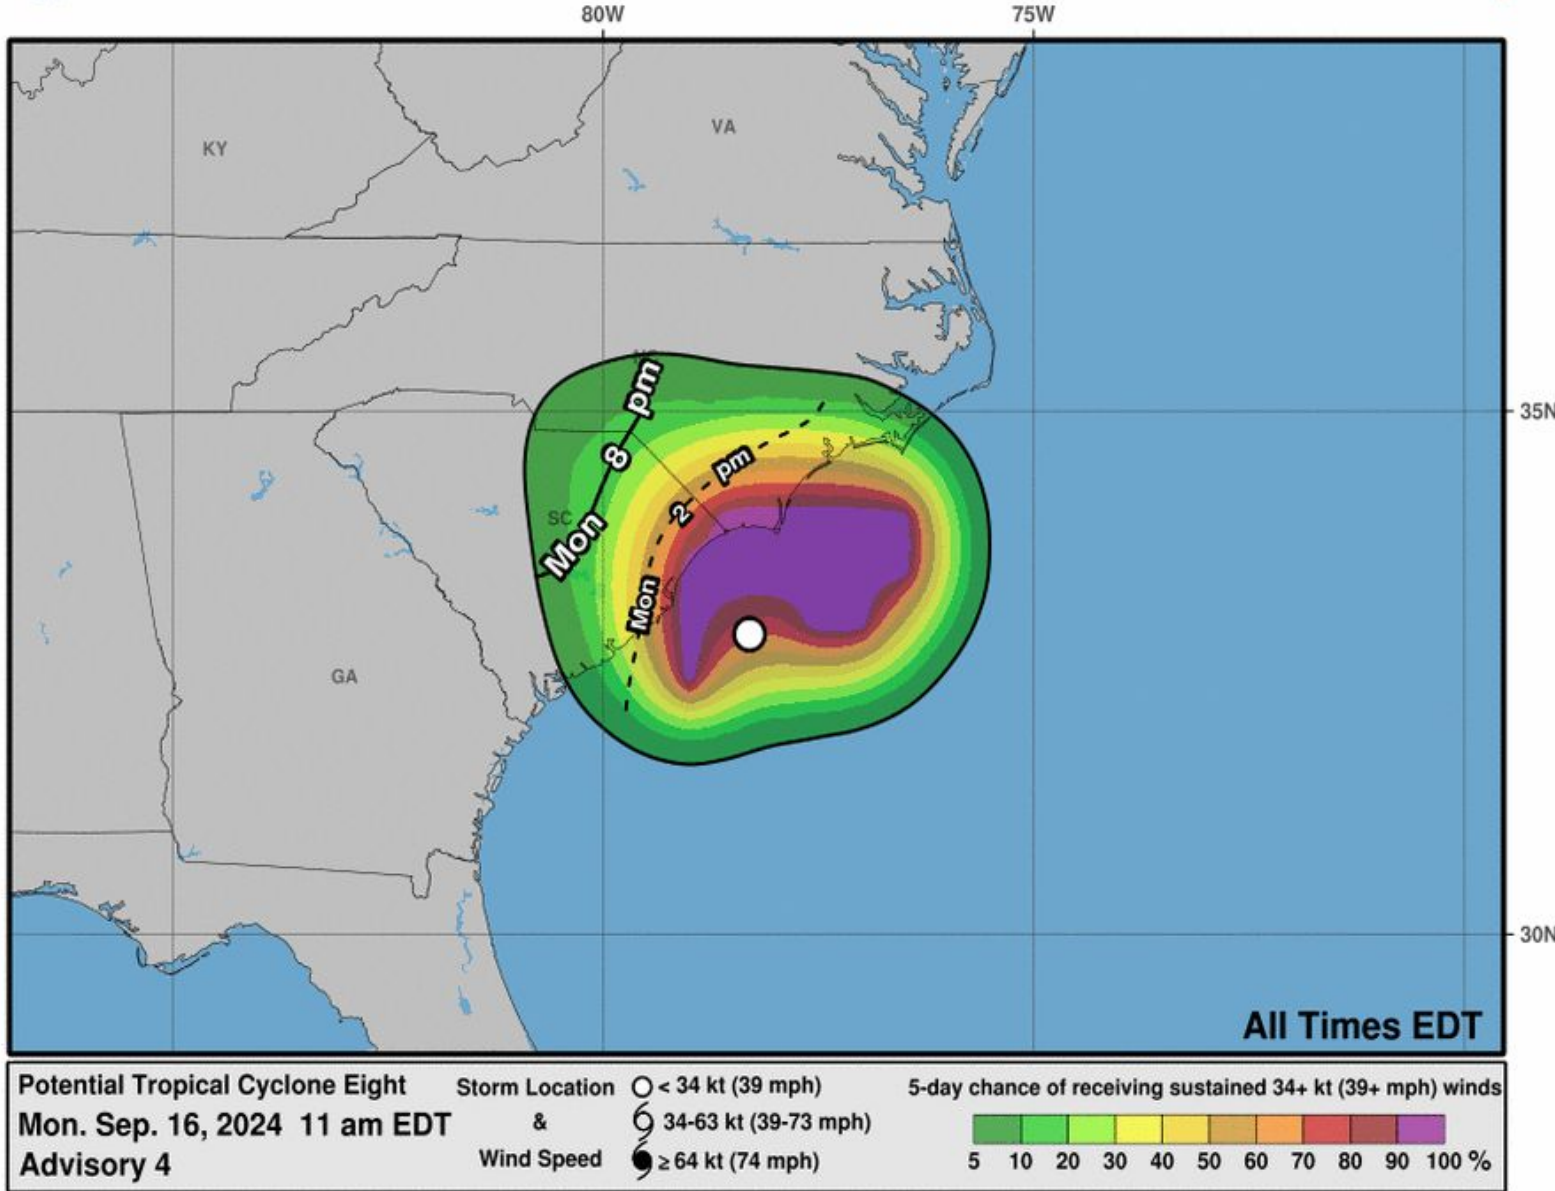 80W 75W
KY
VA
NC
pm
8
Mon
pm
2
Mon
SC
GA
35N
30N
All Times EDT
Potential Tropical Cyclone Eight
Mon. Sep. 16, 2024 11 am EDT
Advisory 4
Storm Location
&
Wind Speed
< 34 kt (39 mph)
34-63 kt (39-73 mph)
≥ 64 kt (74 mph)
5-day chance of receiving sustained 34+ kt (39+ mph) winds
5 10 20 30 40 50 60 70 80 90 100 %